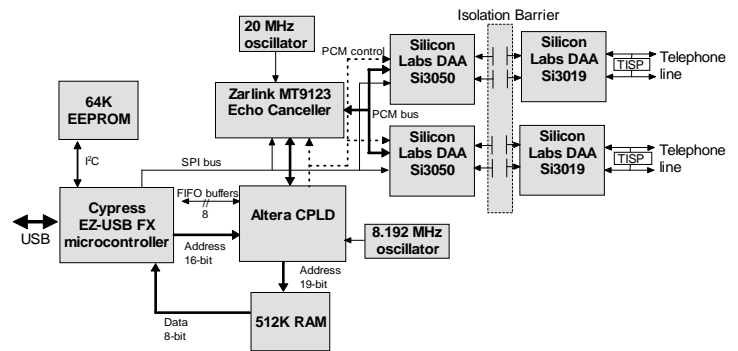 Isolation Barrier
20 MHz
oscillator
PCM control
Silicon
Labs DAA
Si3050
Silicon
Labs DAA
Si3019
TISP
Telephone
line
64K
EEPROM
Zarlink MT9123
Echo Canceller
PCM bus
Silicon
Labs DAA
Si3050
Silicon
Labs DAA
Si3019
TISP
Telephone
line
I²C
SPI bus
FIFO buffers
//
8
Cypress
EZ-USB FX
microcontroller
USB
Altera CPLD
8.192 MHz
oscillator
Address
16-bit
Address
19-bit
512K RAM
Data
8-bit